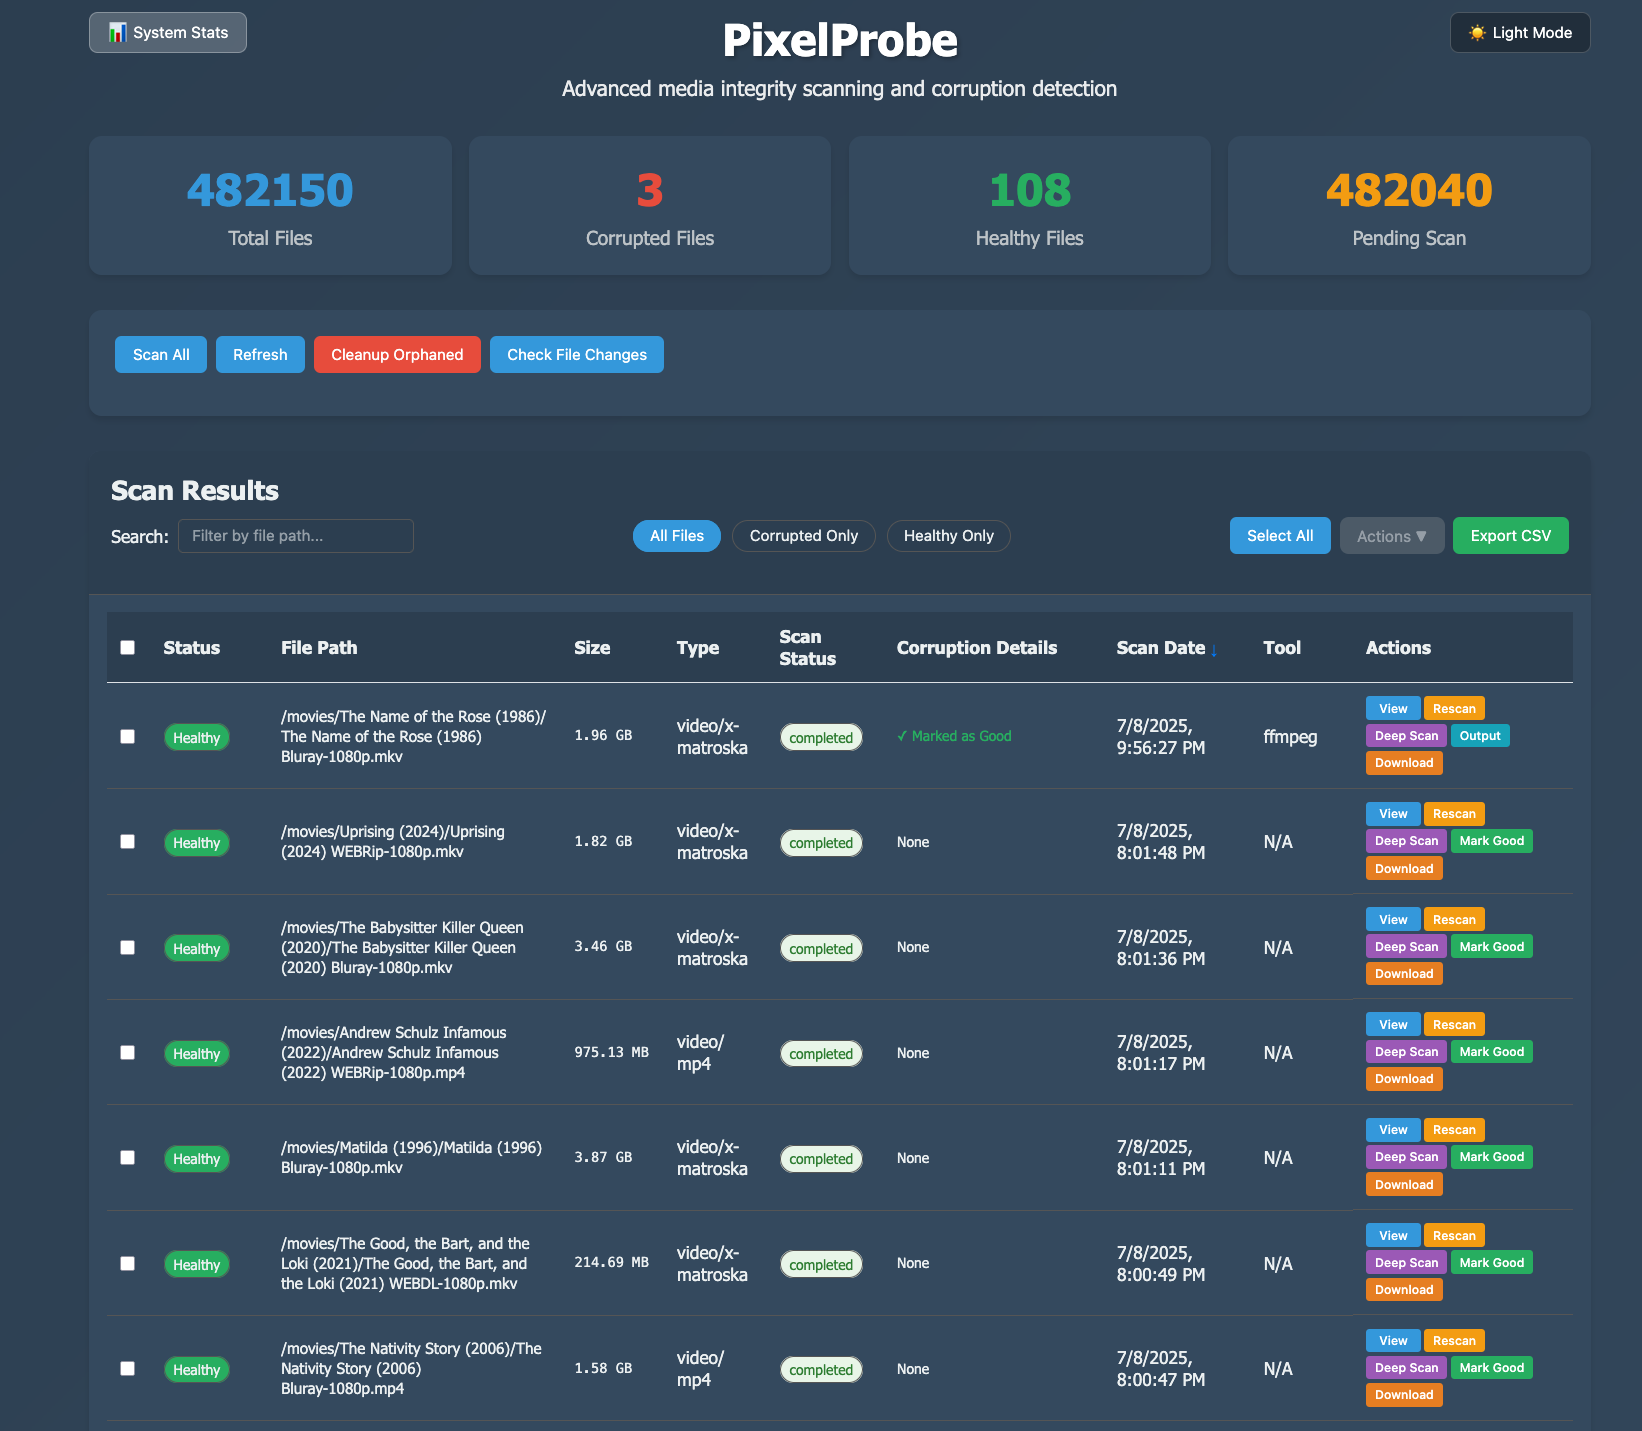 📊 System Stats
PixelProbe
☀️ Light Mode
Advanced media integrity scanning and corruption detection
482150
Total Files
3
Corrupted Files
108
Healthy Files
482040
Pending Scan
Scan All
Refresh
Cleanup Orphaned
Check File Changes
Scan Results
Search:
Filter by file path...
All Files
Corrupted Only
Healthy Only
Select All
Actions ▼
Export CSV
Status
File Path
Size
Type
Scan
Status
Corruption Details
Scan Date ↓
Tool
Actions
Healthy
/movies/The Name of the Rose (1986)/
The Name of the Rose (1986)
Bluray-1080p.mkv
1.96 GB
video/x-
matroska
completed
✓ Marked as Good
7/8/2025,
9:56:27 PM
ffmpeg
View
Rescan
Deep Scan
Output
Download
Healthy
/movies/Uprising (2024)/Uprising
(2024) WEBRip-1080p.mkv
1.82 GB
video/x-
matroska
completed
None
7/8/2025,
8:01:48 PM
N/A
View
Rescan
Deep Scan
Mark Good
Download
Healthy
/movies/The Babysitter Killer Queen
(2020)/The Babysitter Killer Queen
(2020) Bluray-1080p.mkv
3.46 GB
video/x-
matroska
completed
None
7/8/2025,
8:01:36 PM
N/A
View
Rescan
Deep Scan
Mark Good
Download
Healthy
/movies/Andrew Schulz Infamous
(2022)/Andrew Schulz Infamous
(2022) WEBRip-1080p.mp4
975.13 MB
video/
mp4
completed
None
7/8/2025,
8:01:17 PM
N/A
View
Rescan
Deep Scan
Mark Good
Download
Healthy
/movies/Matilda (1996)/Matilda (1996)
Bluray-1080p.mkv
3.87 GB
video/x-
matroska
completed
None
7/8/2025,
8:01:11 PM
N/A
View
Rescan
Deep Scan
Mark Good
Download
Healthy
/movies/The Good, the Bart, and the
Loki (2021)/The Good, the Bart, and
the Loki (2021) WEBDL-1080p.mkv
214.69 MB
video/x-
matroska
completed
None
7/8/2025,
8:00:49 PM
N/A
View
Rescan
Deep Scan
Mark Good
Download
Healthy
/movies/The Nativity Story (2006)/The
Nativity Story (2006)
Bluray-1080p.mp4
1.58 GB
video/
mp4
completed
None
7/8/2025,
8:00:47 PM
N/A
View
Rescan
Deep Scan
Mark Good
Download